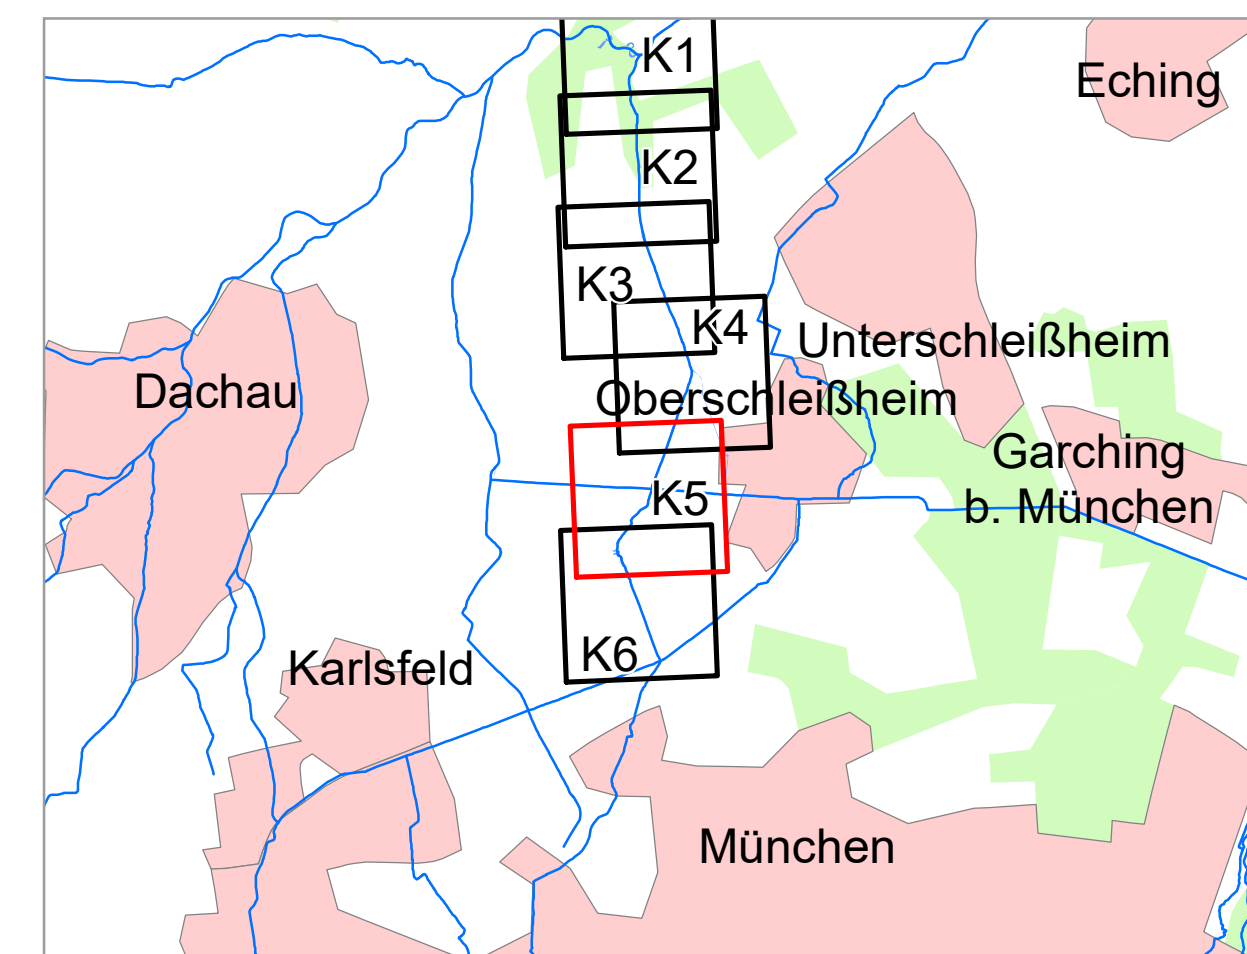 K1
Eching
K2
K3
K4
Unterschleißheim
Dachau
Oberschleißheim
Garching
b. München
K5
K6
Karlsfeld
München